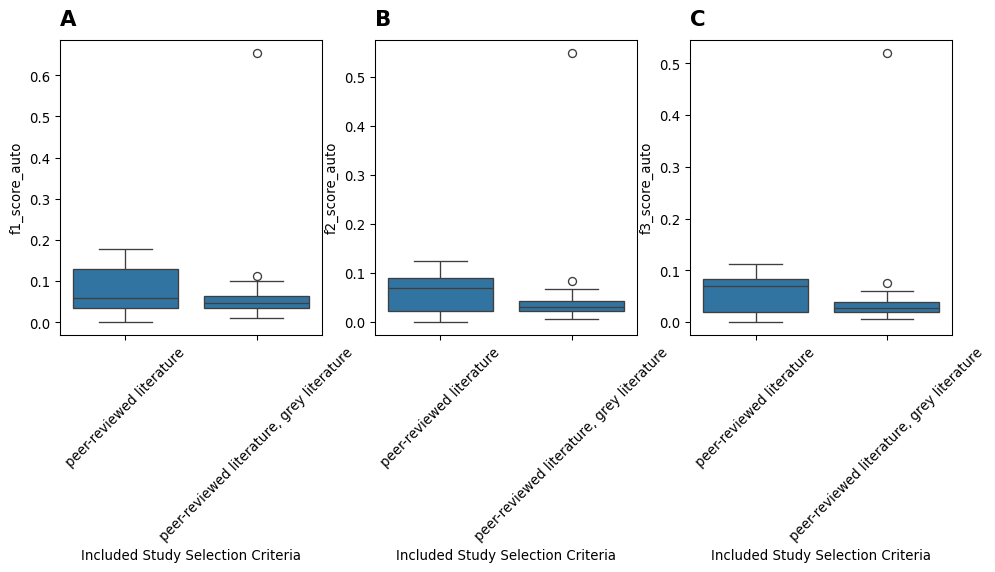 A
B
C
f1_score_auto
0.6
0.5
0.4
0.3
0.2
0.1
0.0
peer-reviewed literature
peer-reviewed literature, grey literature
Included Study Selection Criteria
f2_score_auto
0.5
0.4
0.3
0.2
0.1
0.0
peer-reviewed literature
peer-reviewed literature, grey literature
Included Study Selection Criteria
f3_score_auto
0.5
0.4
0.3
0.2
0.1
0.0
peer-reviewed literature
peer-reviewed literature, grey literature
Included Study Selection Criteria